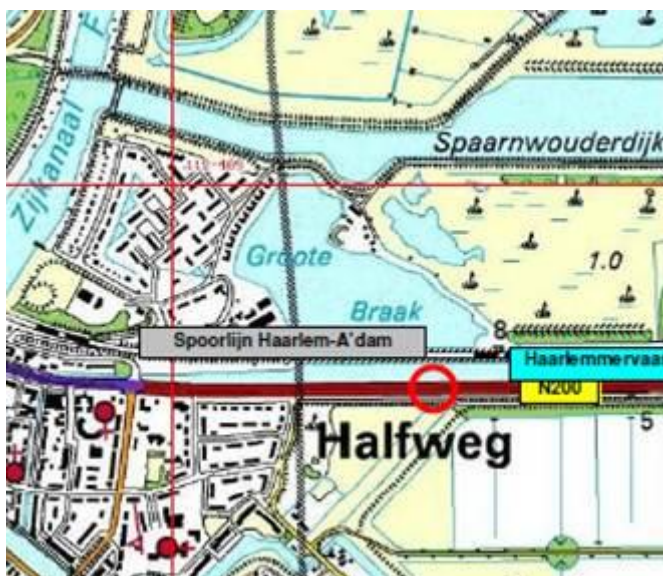 Zijkanaal F
Spaarnwouderdijk
Groote
Braak
1.0
8
Spoorlijn Haarlem-A'dam
Haarlemmervaa
N200
Halfweg
5